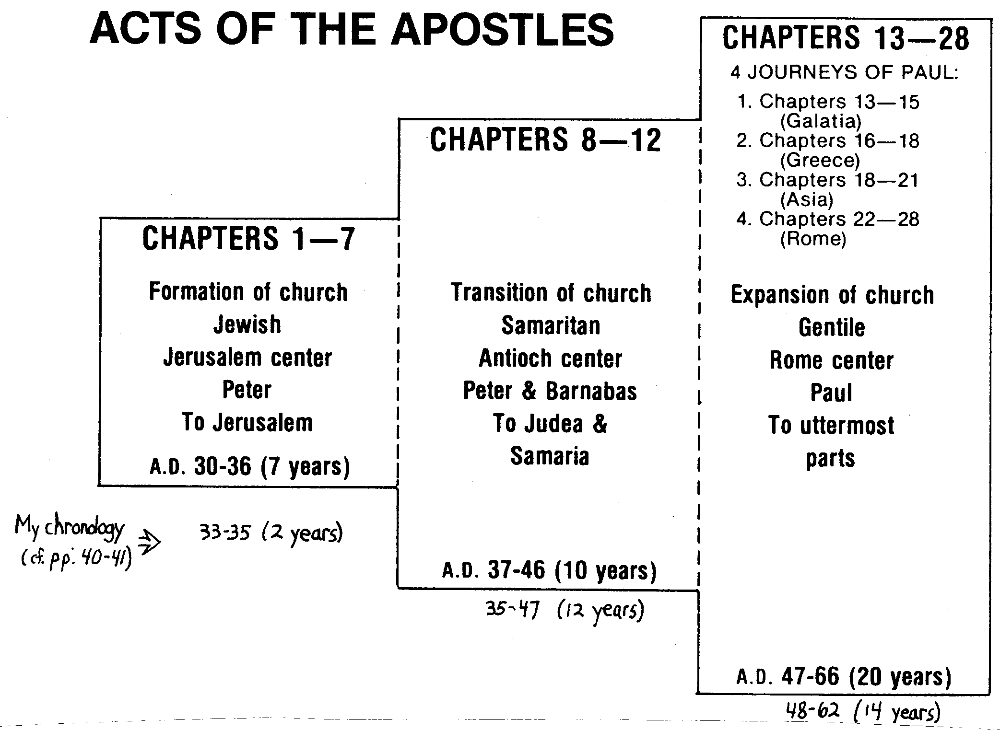 ACTS OF THE APOSTLES
CHAPTERS 1—7
Formation of church
Jewish
Jerusalem center
Peter
To Jerusalem
A.D. 30-36 (7 years)
My chronology
(cf. pp. 40-41)
33-35 (2 years)
CHAPTERS 8—12
Transition of church
Samaritan
Antioch center
Peter & Barnabas
To Judea &
Samaria
A.D. 37-46 (10 years)
35-47 (12 years)
CHAPTERS 13—28
4 JOURNEYS OF PAUL:
1. Chapters 13—15
(Galatia)
2. Chapters 16—18
(Greece)
3. Chapters 18—21
(Asia)
4. Chapters 22—28
(Rome)
Expansion of church
Gentile
Rome center
Paul
To uttermost
parts
A.D. 47-66 (20 years)
48-62 (14 years)